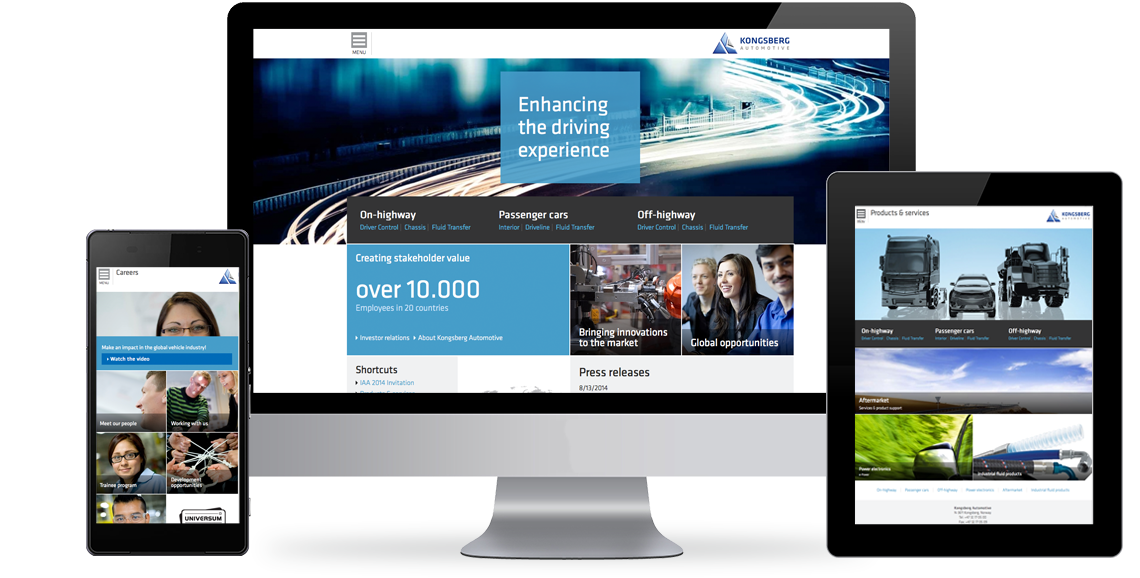 MENU
KONGSBERG
AUTOMOTIVE
Enhancing
the driving
experience
On-highway
Driver Control | Chassis | Fluid Transfer
Passenger cars
Interior | Driveline | Fluid Transfer
Off-highway
Driver Control | Chassis | Fluid Transfer
Creating stakeholder value
over 10.000
Employees in 20 countries
Investor relations
About Kongsberg Automotive
Bringing innovations
to the market
Global opportunities
Shortcuts
IAA 2014 Invitation
Press releases
8/13/2014
MENU
Careers
Make an impact in the global vehicle industry!
Watch the video
Meet our people
Working with us
Trainee program
Development
opportunities
UNIVERSUM
MENU
Products & services
KONGSBERG
AUTOMOTIVE
On-highway
Driver Control | Chassis | Fluid Transfer
Passenger cars
Interior | Driveline | Fluid Transfer
Off-highway
Driver Control | Chassis | Fluid Transfer
Aftermarket
Services & product support
Power electronics
Industrial fluid products
On-highway
Passenger cars
Off-highway
Power electronics
Aftermarket
Industrial fluid products
Kongsberg Automotive